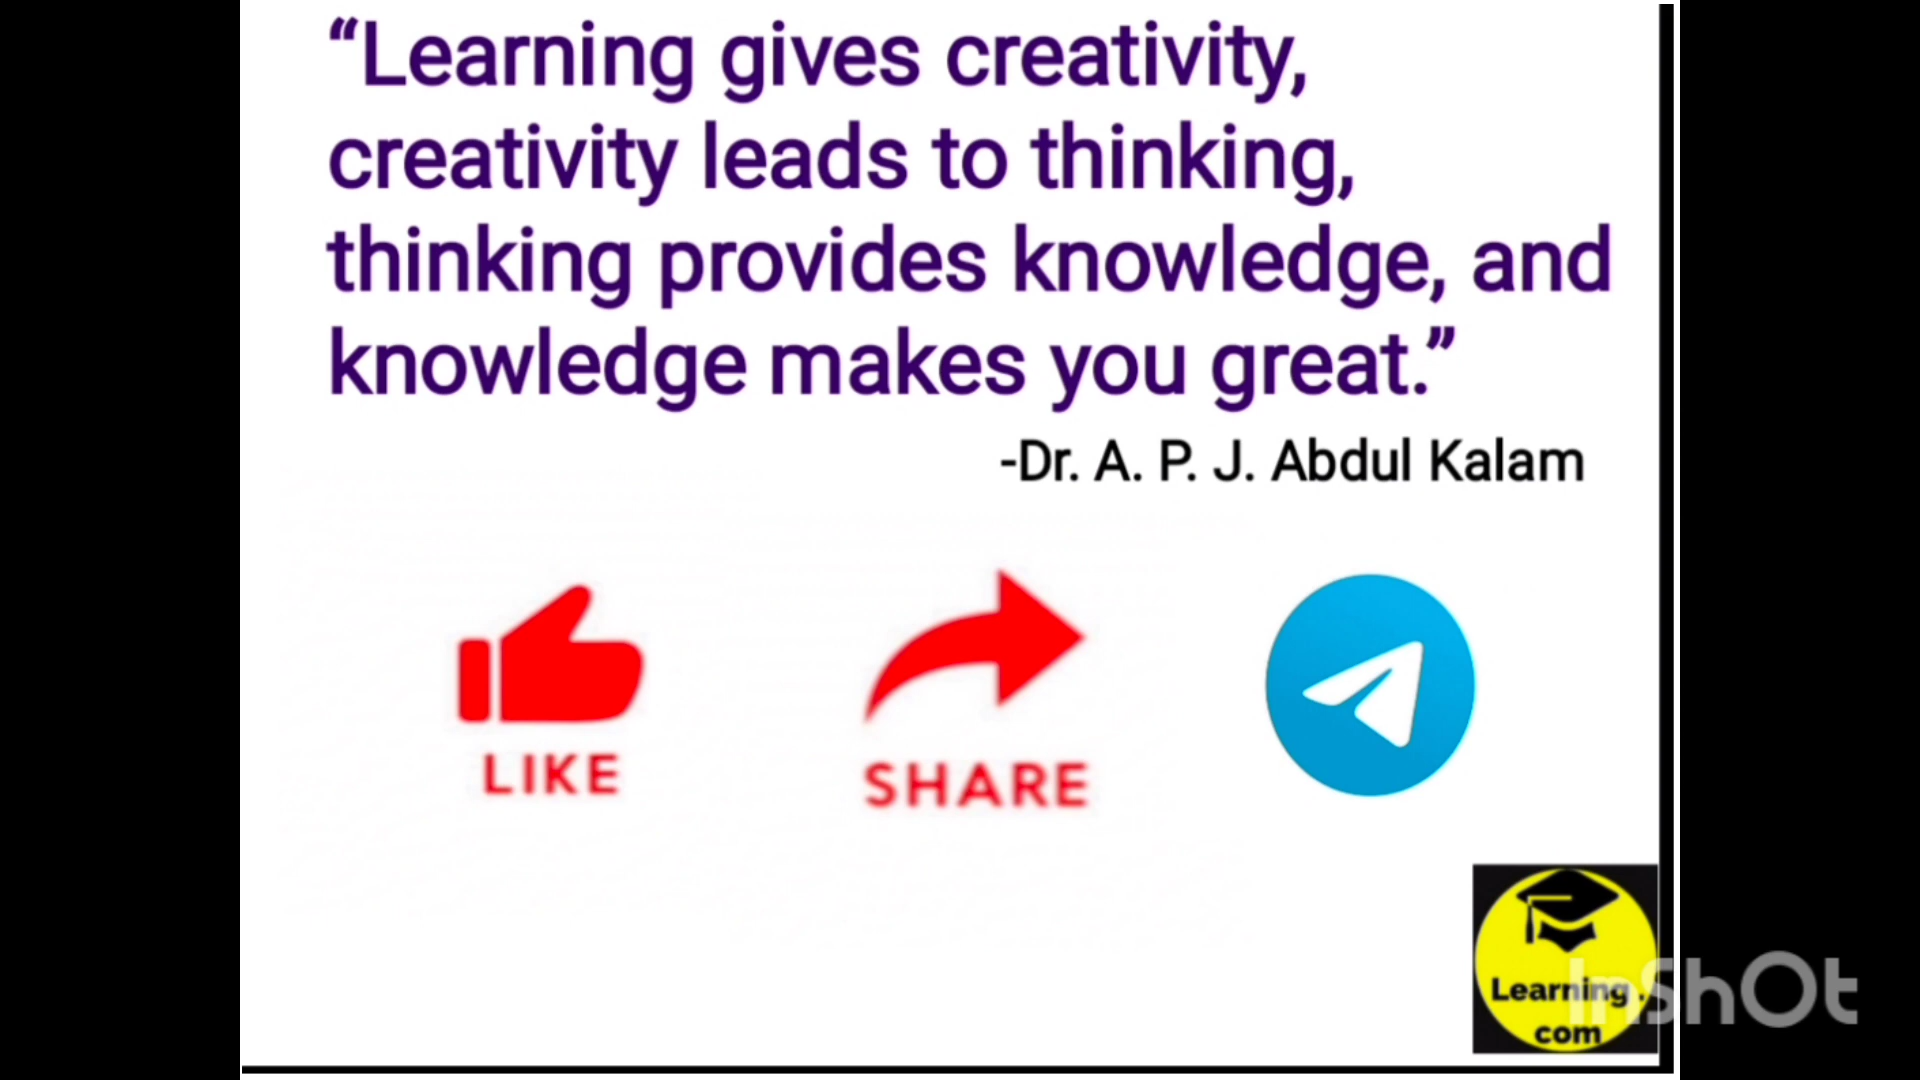 “Learning gives creativity,
creativity leads to thinking,
thinking provides knowledge, and
knowledge makes you great.”
-Dr. A. P. J. Abdul Kalam
LIKE
SHARE
Learning.
com
InShOt